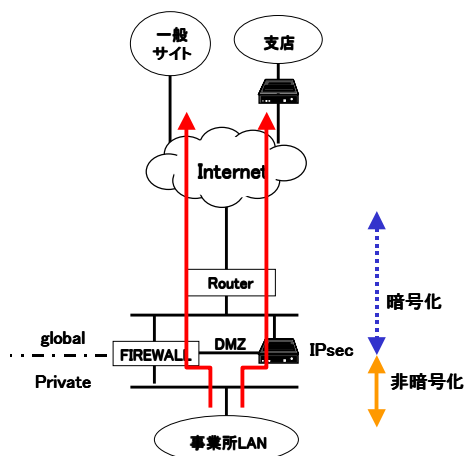 一般
サイト
支店
Internet
Router
暗号化
global
FIREWALL
DMZ
IPsec
Private
非暗号化
事業所LAN